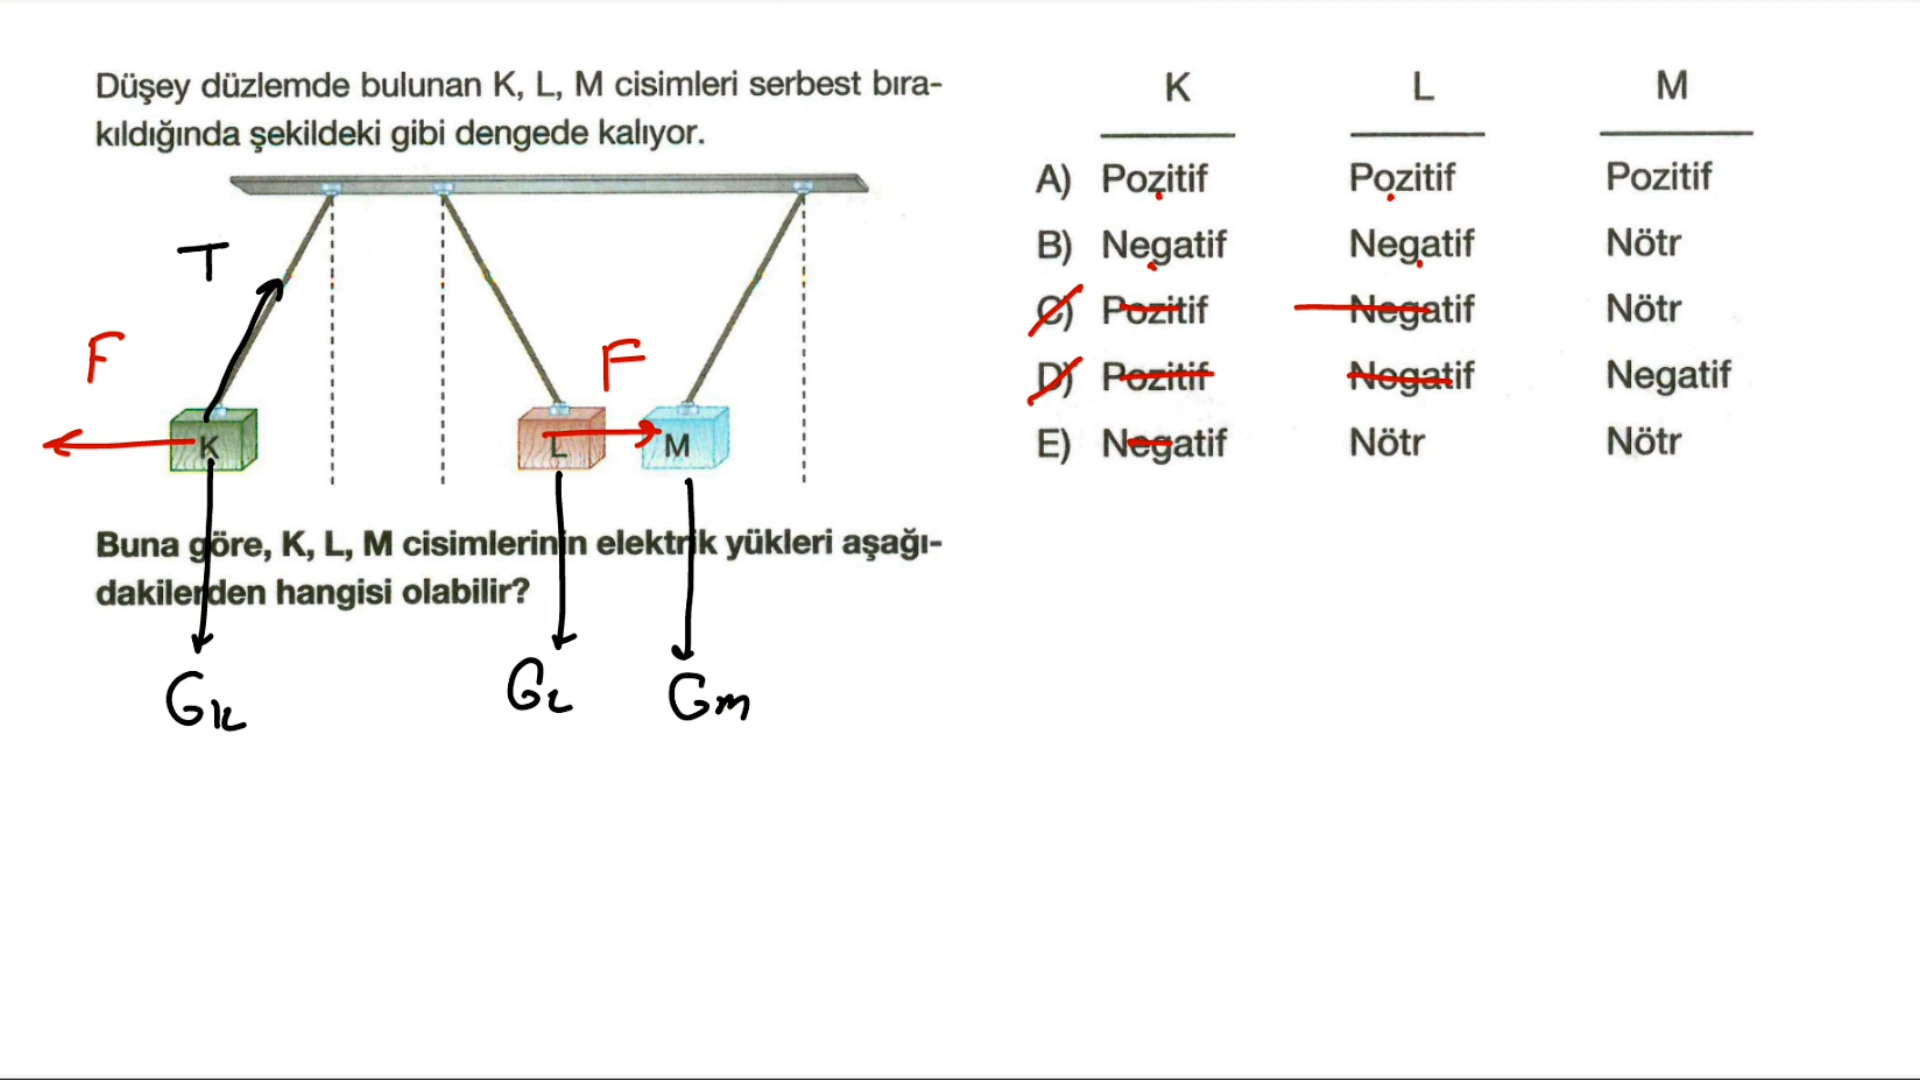 Düşey düzlemde bulunan K, L, M cisimleri serbest bıra-
kıldığında şekildeki gibi dengede kalıyor.
T
F
F
K
L
M
Buna göre, K, L, M cisimlerinin elektrik yükleri aşağı-
dakilerden hangisi olabilir?
GK
GL
Gm
K L M
A) Pozitif Pozitif Pozitif
B) Negatif Negatif Nötr
C) Pozitif Negatif Nötr
D) Pozitif Negatif Negatif
E) Negatif Nötr Nötr